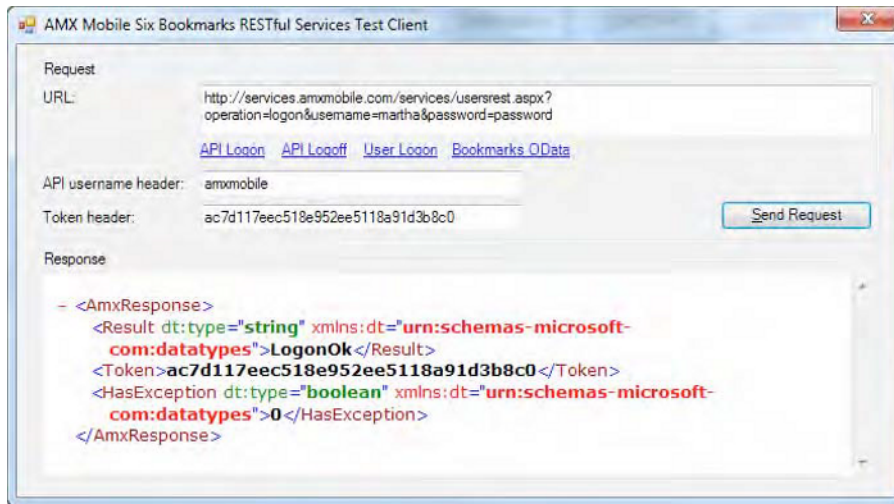 AMX Mobile Six Bookmarks RESTful Services Test Client
Request
URL:
http://services.amxmobile.com/services/usersrest.aspx?
operation=logon&username=martha&password=password
API Logon API Logoff User Logon Bookmarks OData
API username header: amxmobile
Token header: ac7d117eec518e952ee5118a91d3b8c0
Send Request
Response
- <AmxResponse>
<Result dt:type="string" xmlns:dt="urn:schemas-microsoft-
com:datatypes">LogonOk</Result>
<Token>ac7d117eec518e952ee5118a91d3b8c0</Token>
<HasException dt:type="boolean" xmlns:dt="urn:schemas-microsoft-
com:datatypes">0</HasException>
</AmxResponse>